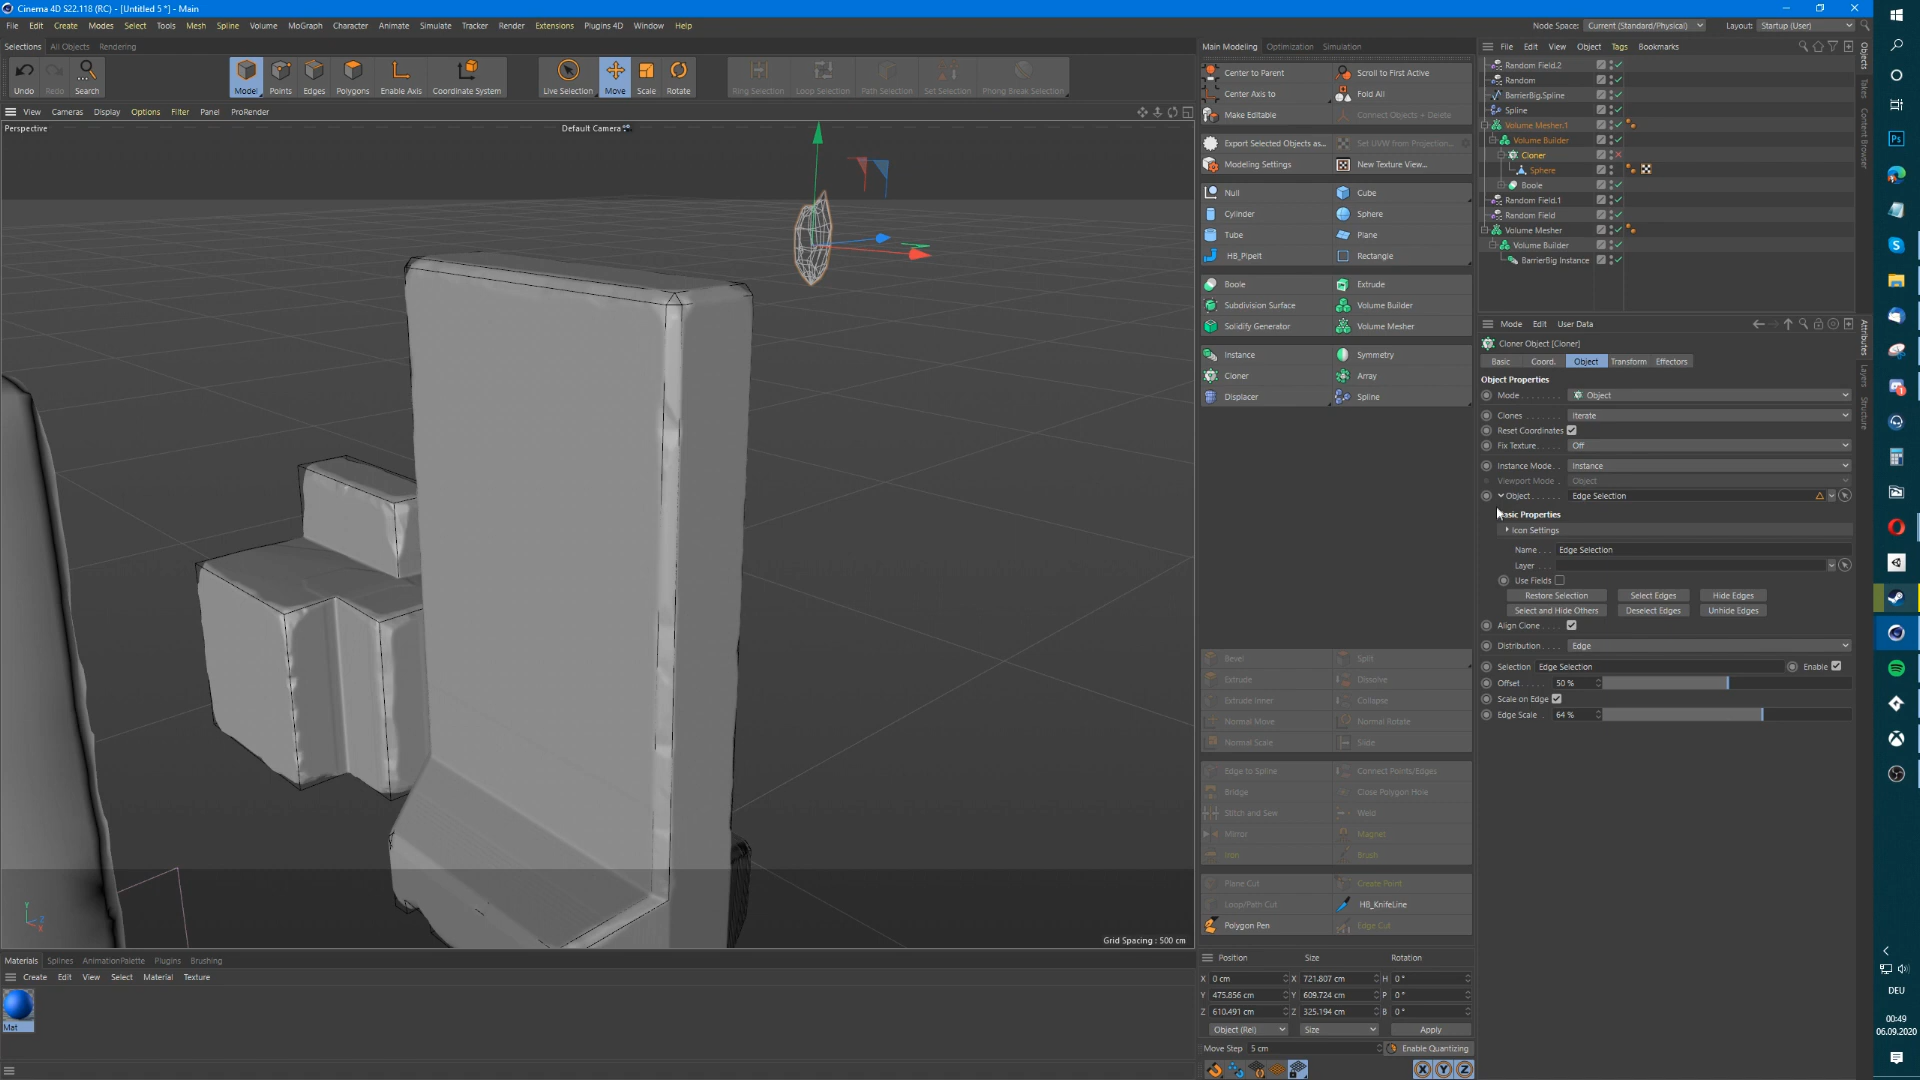 Cinema 4D S22.118 (RC) - [Untitled 5 *] - Main
File Edit Create Modes Select Tools Mesh Spline Volume MoGraph Character Animate Simulate Tracker Render Extensions Plugins 4D Window Help
Node Space: Current (Standard/Physical) Layout: Startup (User)
Selections All Objects Rendering
Undo Redo Search Model Points Edges Polygons Enable Axis Coordinate System Live Selection Move Scale Rotate Ring Selection Loop Selection Path Selection Set Selection Phong Break Selection
View Cameras Display Options Filter Panel ProRender
Perspective
Default Camera
Grid Spacing : 500 cm
Main Modeling Optimization Simulation
Center to Parent Scroll to First Active
Center Axis to Fold All
Make Editable Connect Objects + Delete
Export Selected Objects as... Set UVW from Projection...
Modeling Settings New Texture View...
Null Cube
Cylinder Sphere
Tube Plane
HB_PipeIt Rectangle
Boole Extrude
Subdivision Surface Volume Builder
Solidify Generator Volume Mesher
Instance Symmetry
Cloner Array
Displacer Spline
Bevel Split
Extrude Dissolve
Extrude Inner Collapse
Normal Move Normal Rotate
Normal Scale Slide
Edge to Spline Connect Points/Edges
Bridge Close Polygon Hole
Stitch and Sew Weld
Mirror Magnet
Iron Brush
Plane Cut Create Point
Loop/Path Cut HB_KnifeLine
Polygon Pen Edge Cut
File Edit View Object Tags Bookmarks
Random Field.2
Random
BarrierBig.Spline
Spline
Volume Mesher.1
Volume Builder
Cloner
Sphere
Boole
Random Field.1
Random Field
Volume Mesher
Volume Builder
BarrierBig Instance
Objects
Takes
Content Browser
Mode Edit User Data
Cloner Object [Cloner]
Basic Coord. Object Transform Effectors
Object Properties
Mode Object
Clones Iterate
Reset Coordinates
Fix Texture Off
Instance Mode Instance
Viewport Mode Object
Object Edge Selection
Basic Properties
Icon Settings
Name Edge Selection
Layer
Use Fields
Restore Selection Select Edges Hide Edges
Select and Hide Others Deselect Edges Unhide Edges
Align Clone
Distribution Edge
Selection Edge Selection Enable
Offset 50 %
Scale on Edge
Edge Scale 64 %
Attributes
Layers
Structure
Materials Splines AnimationPalette Plugins Brushing
Create Edit View Select Material Texture
Mat
Position Size Rotation
X 0 cm X 721.807 cm H 0 °
Y 475.856 cm Y 609.724 cm P 0 °
Z 610.491 cm Z 325.194 cm B 0 °
Object (Rel) Size Apply
Move Step 5 cm Enable Quantizing
X Y Z
Ps
DEU
00:49
06.09.2020